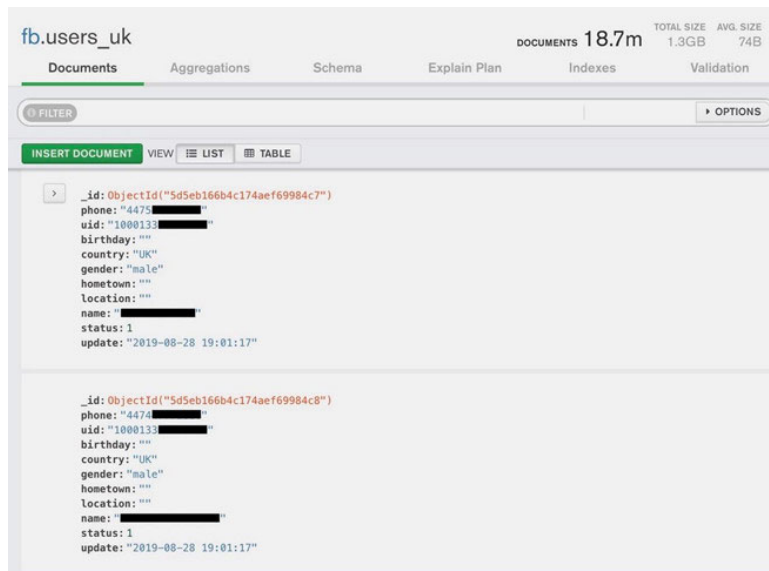 fb.users_uk
DOCUMENTS 18.7m TOTAL SIZE 1.3GB AVG. SIZE 74B
Documents Aggregations Schema Explain Plan Indexes Validation
FILTER OPTIONS
INSERT DOCUMENT VIEW LIST TABLE
_id:ObjectId("5d5eb166b4c174aef69984c7")
phone:"4475"
uid:"1000133"
birthday:""
country:"UK"
gender:"male"
hometown:""
location:""
name:""
status:1
update:"2019-08-28 19:01:17"
_id:ObjectId("5d5eb166b4c174aef69984c8")
phone:"4474"
uid:"1000133"
birthday:""
country:"UK"
gender:"male"
hometown:""
location:""
name:""
status:1
update:"2019-08-28 19:01:17"